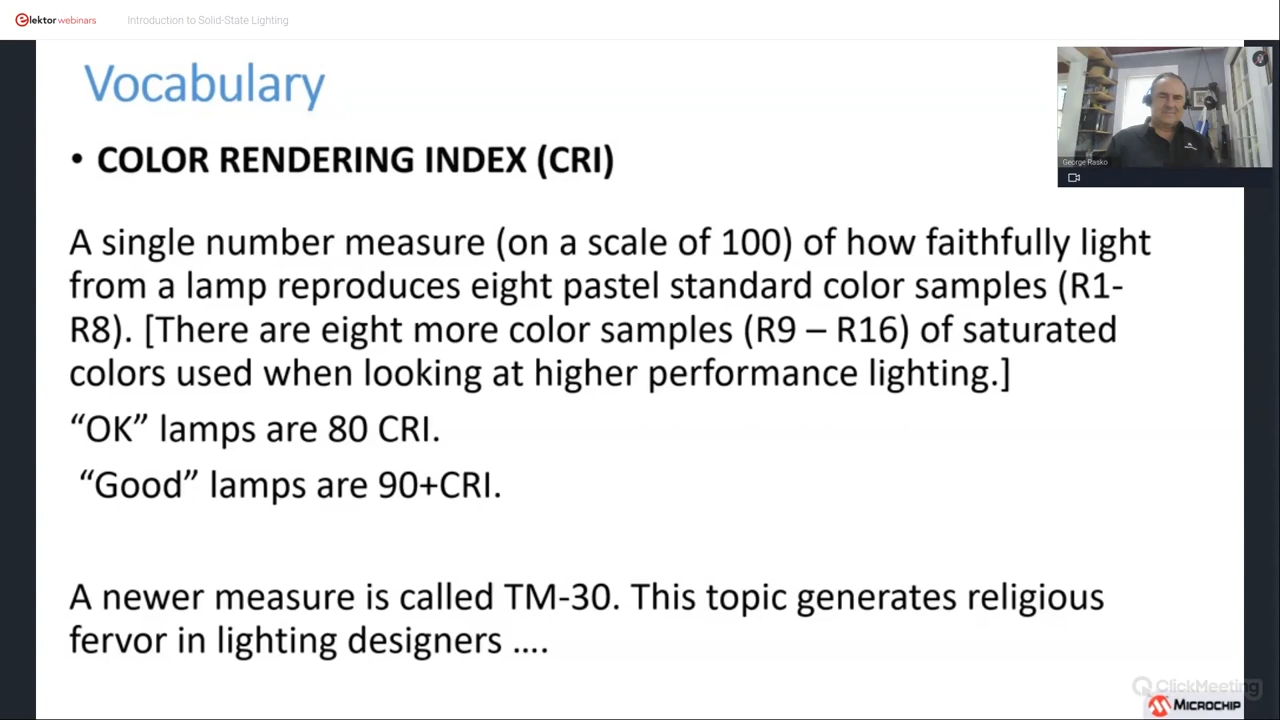 elektor webinars
Introduction to Solid-State Lighting
Vocabulary
George Rasko
• COLOR RENDERING INDEX (CRI)
A single number measure (on a scale of 100) of how faithfully light
from a lamp reproduces eight pastel standard color samples (R1-
R8). [There are eight more color samples (R9 – R16) of saturated
colors used when looking at higher performance lighting.]
“OK” lamps are 80 CRI.
“Good” lamps are 90+CRI.
A newer measure is called TM-30. This topic generates religious
fervor in lighting designers ….
ClickMeeting
MICROCHIP